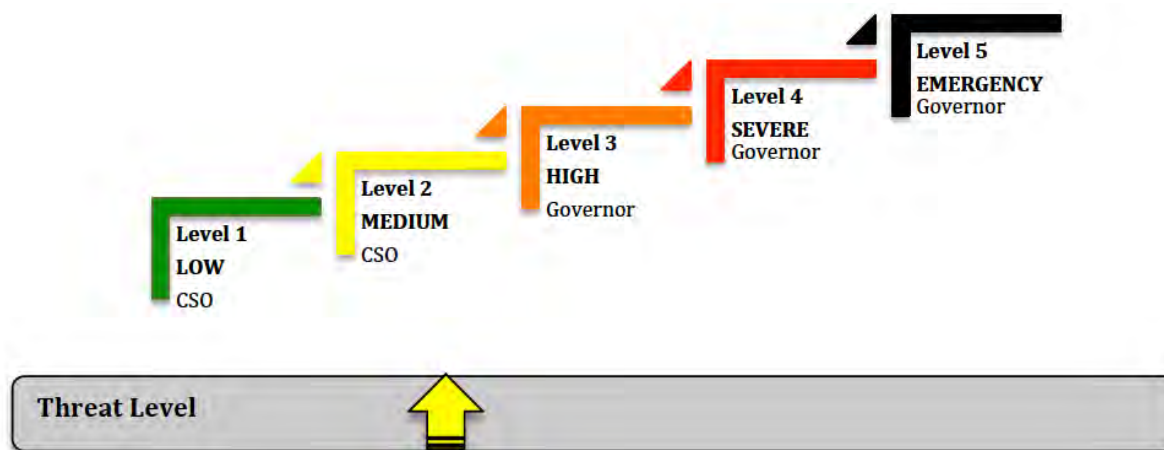 Level 1
LOW
CSO
Level 2
MEDIUM
CSO
Level 3
HIGH
Governor
Level 4
SEVERE
Governor
Level 5
EMERGENCY
Governor
Threat Level